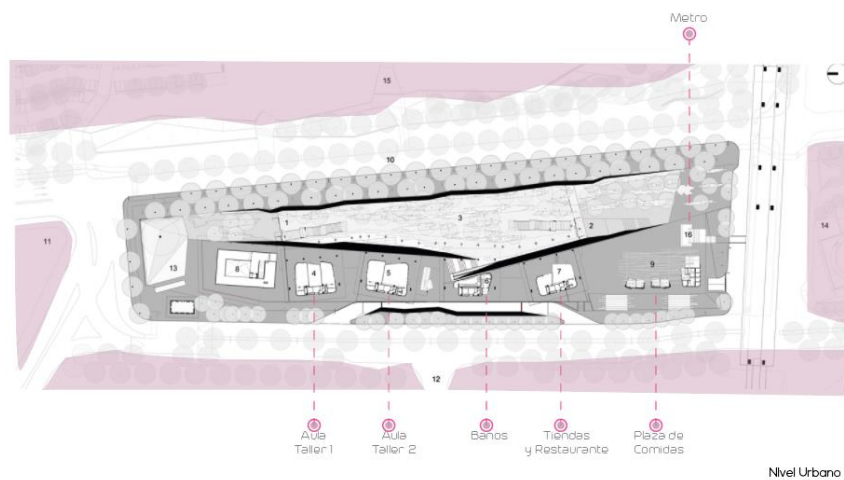 Metro
15
10
1
3
2
11
13
8
4
5
6
7
9
16
14
12
Aula
Taller 1
Aula
Taller 2
Baños
Tiendas
y Restaurante
Plaza de
Comidas
Nivel Urbano